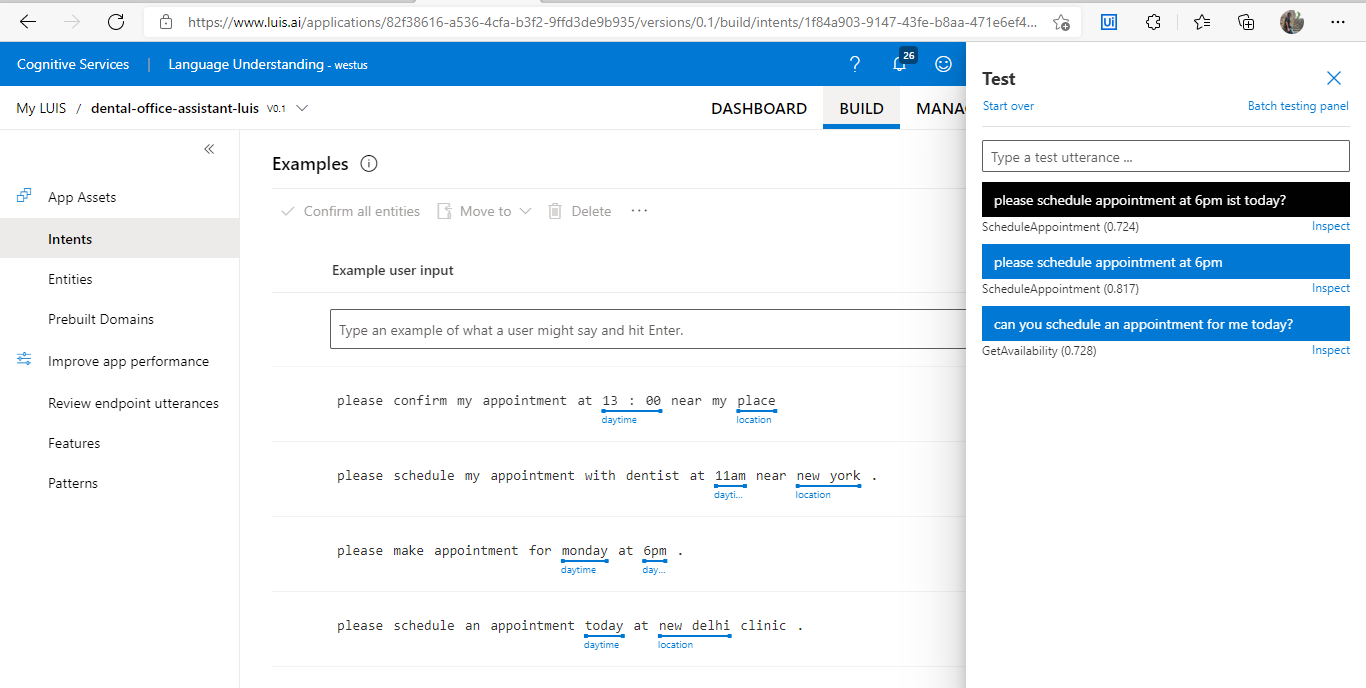 https://www.luis.ai/applications/82f38616-a536-4cfa-b3f2-9ffd3de9b935/versions/0.1/build/intents/1f84a903-9147-43fe-b8aa-471e6ef4...
Ui
Cognitive Services | Language Understanding - westus
? 26
My LUIS / dental-office-assistant-luis V0.1
DASHBOARD BUILD MANA
App Assets
Intents
Entities
Prebuilt Domains
Improve app performance
Review endpoint utterances
Features
Patterns
Examples
Confirm all entities Move to Delete ...
Example user input
Type an example of what a user might say and hit Enter.
please confirm my appointment at 13 : 00 near my place
daytime location
please schedule my appointment with dentist at 11am near new york .
dayti... location
please make appointment for monday at 6pm .
daytime day...
please schedule an appointment today at new delhi clinic .
daytime location
Test
Start over Batch testing panel
Type a test utterance ...
please schedule appointment at 6pm ist today?
ScheduleAppointment (0.724) Inspect
please schedule appointment at 6pm
ScheduleAppointment (0.817) Inspect
can you schedule an appointment for me today?
GetAvailability (0.728) Inspect